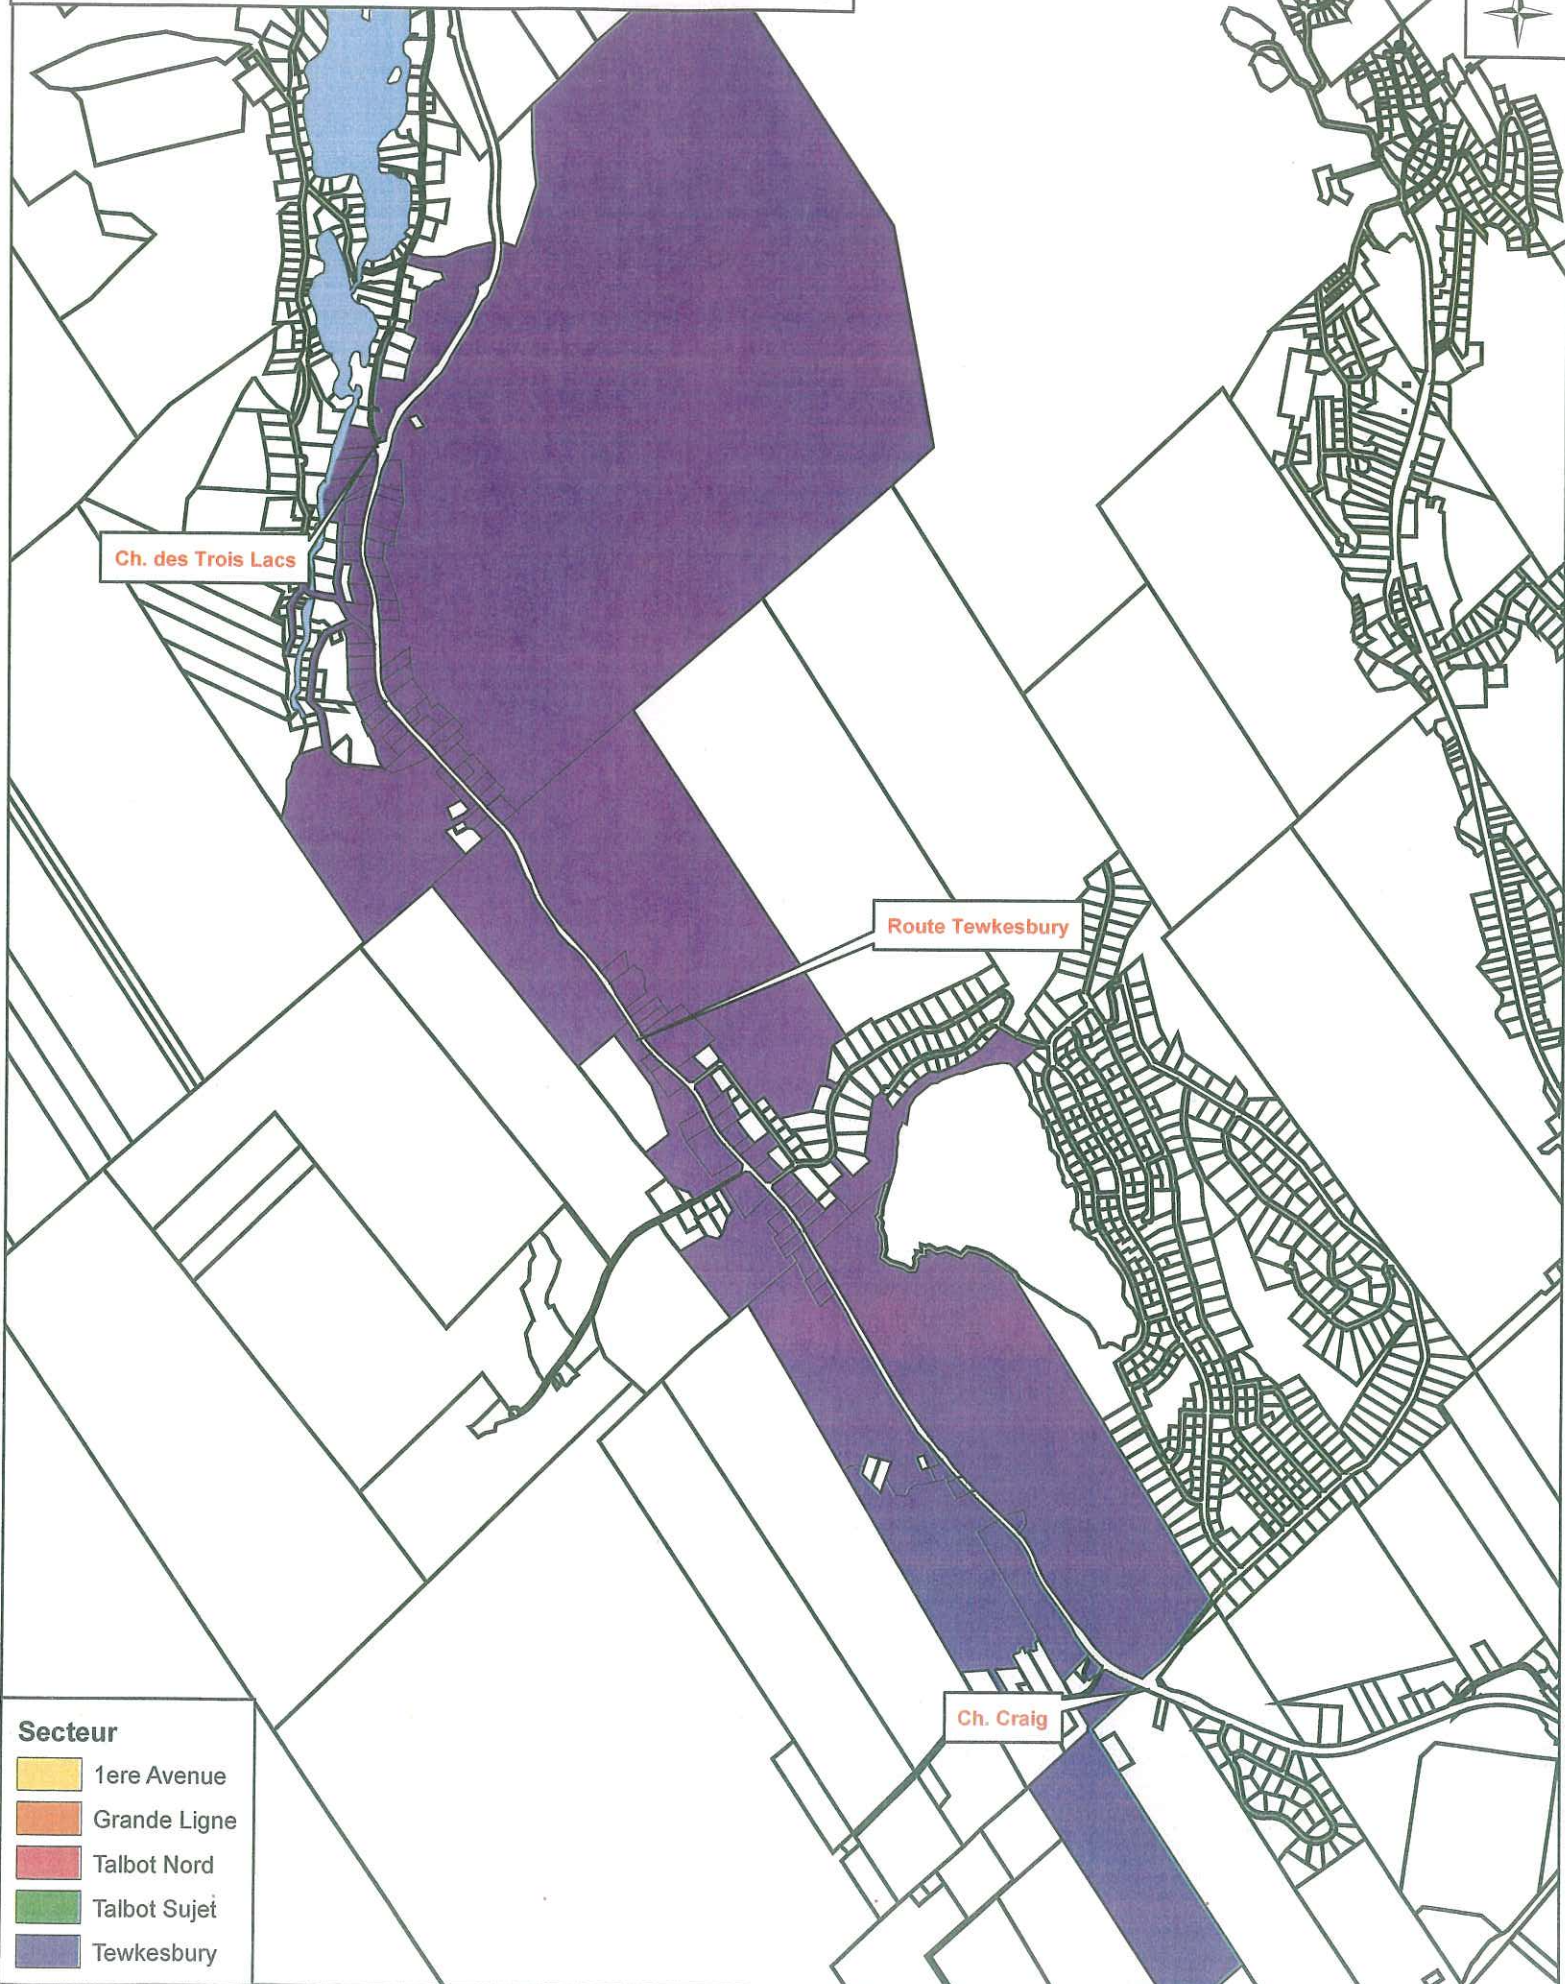 Ch. des Trois Lacs
Route Tewkesbury
Ch. Craig
Secteur
1ere Avenue
Grande Ligne
Talbot Nord
Talbot Sujet
Tewkesbury